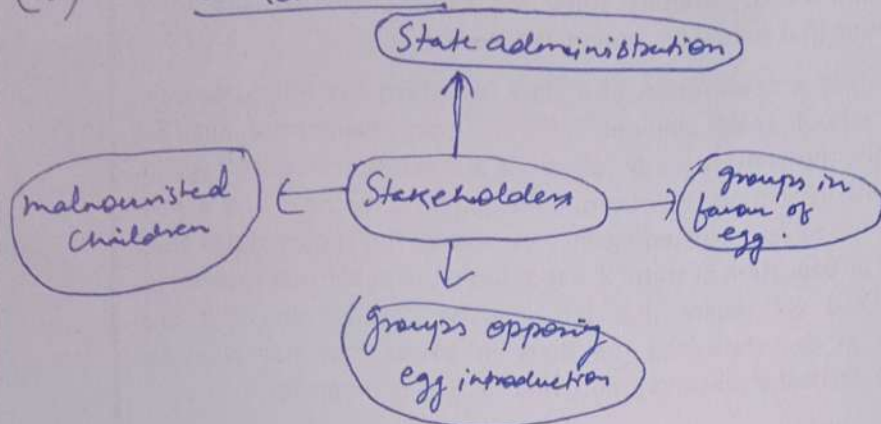 State administration
malnourished
children
Stakeholders
groups in
favour of
egg.
groups opposing
egg introduction